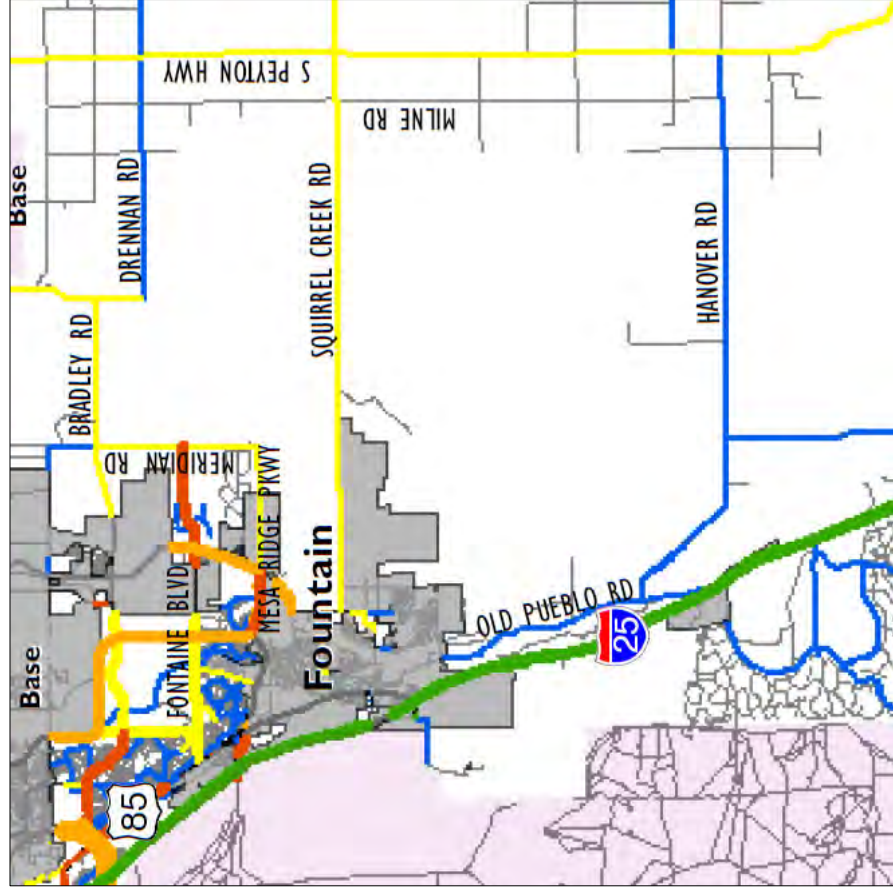 S PEYTON HWY
MILNE RD
Base
DRENNAN RD
SQUIRREL CREEK RD
HANOVER RD
BRADLEY RD
MERIDIAN RD
MESA RIDGE PKWY
Fountain
FONTAINE BLVD
OLD PUEBLO RD
25
Base
85